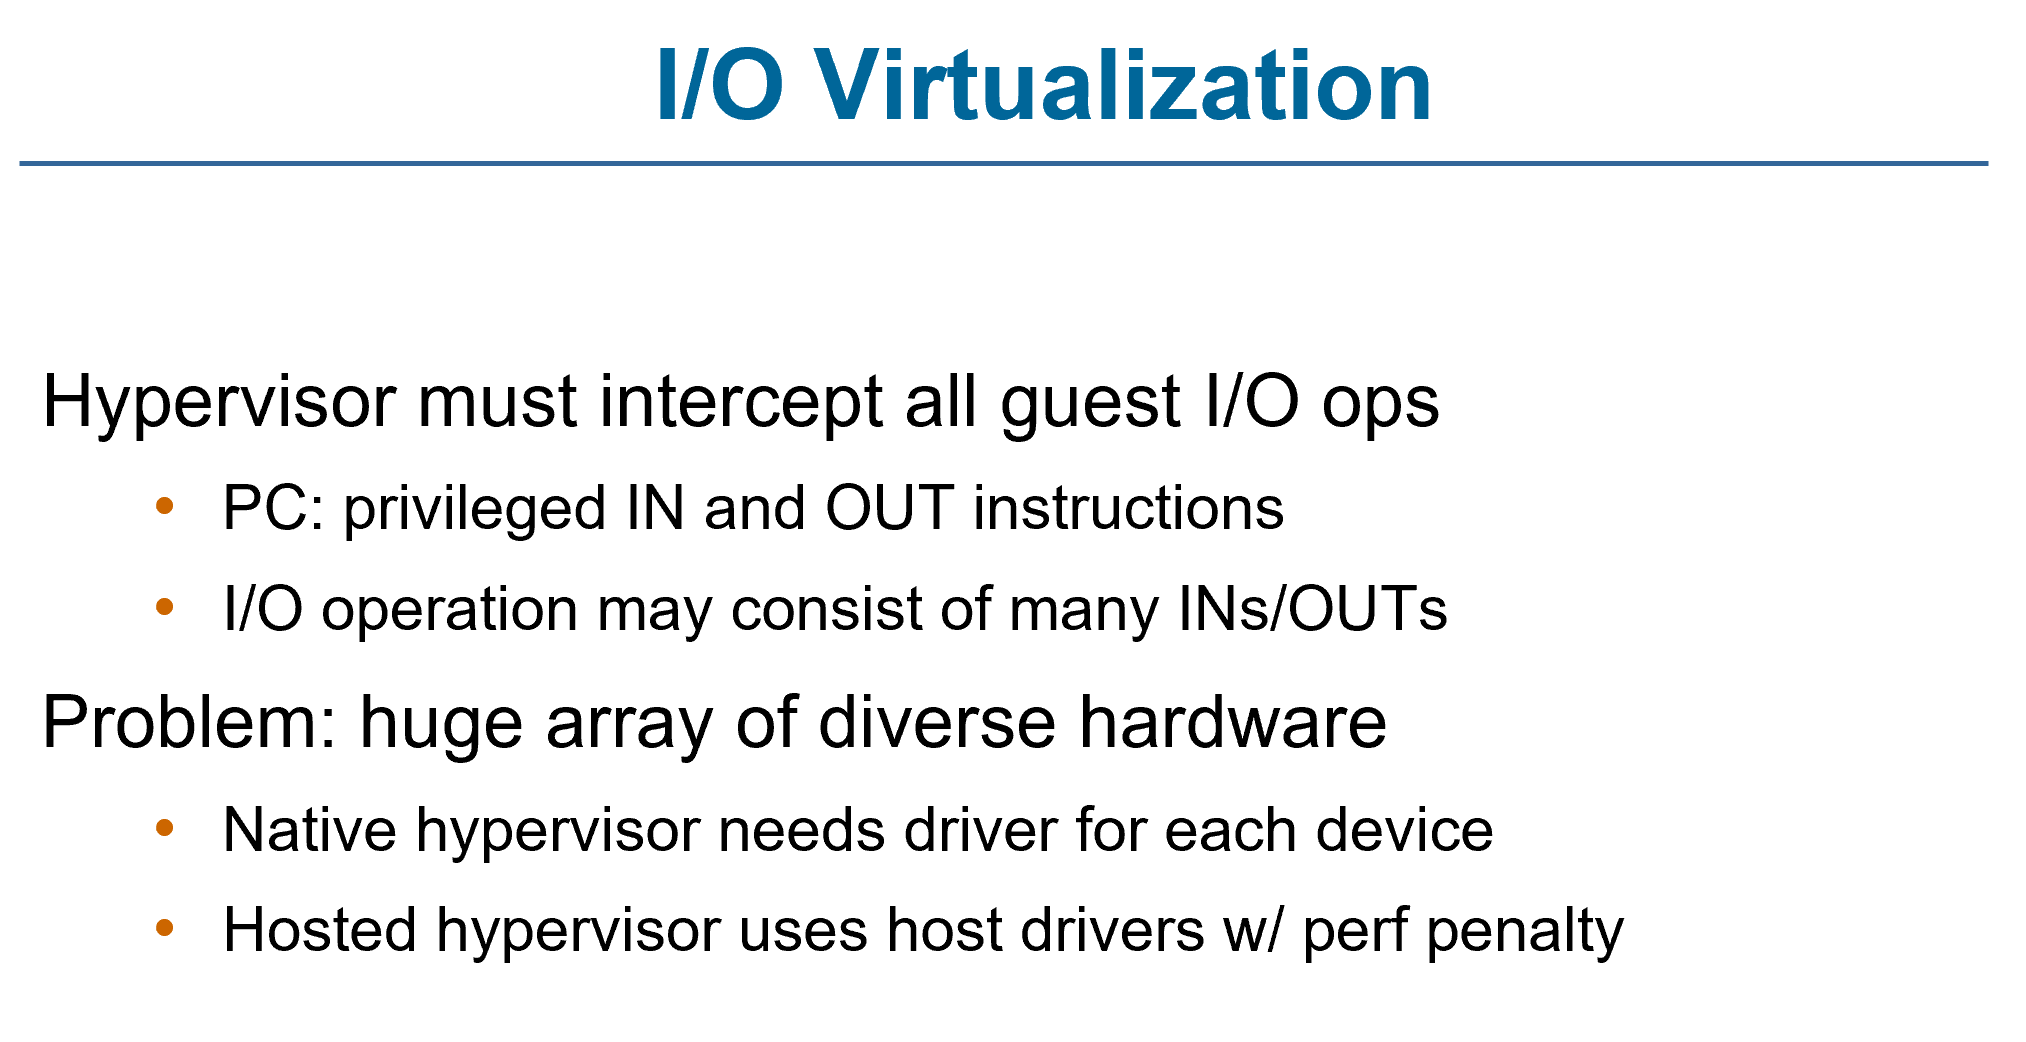 I/O Virtualization
Hypervisor must intercept all guest I/O ops
• PC: privileged IN and OUT instructions
• I/O operation may consist of many INs/OUTs
Problem: huge array of diverse hardware
• Native hypervisor needs driver for each device
• Hosted hypervisor uses host drivers w/ perf penalty